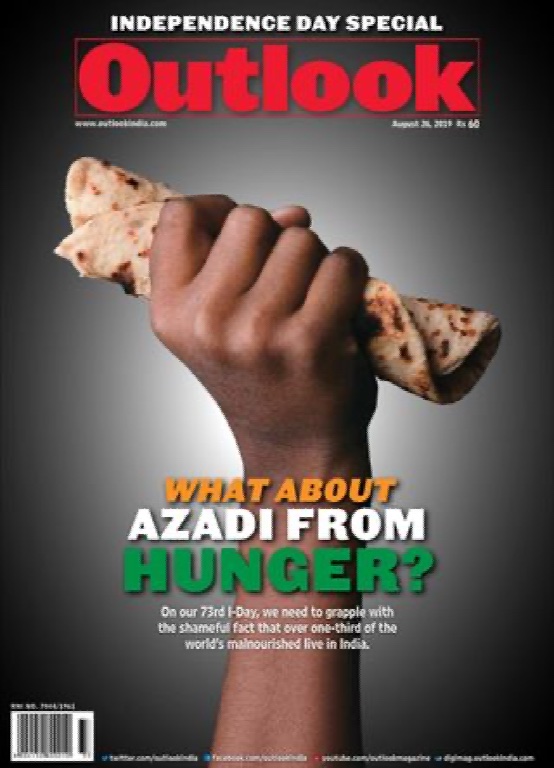 INDEPENDENCE DAY SPECIAL
Outlook
www.outlookindia.com August 26, 2019 Rs 60
WHAT ABOUT
AZADI FROM
HUNGER?
On our 73rd I-Day, we need to grapple with
the shameful fact that over one-third of the
world's malnourished live in India.
RNI NO.
twitter.com/outlookindia facebook.com/outlookindia youtube.com/outlookmagazine digimag.outlookindia.com